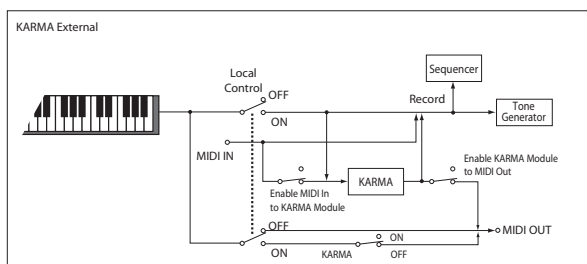 KARMA External
Local
Control
OFF
ON
Sequencer
Record
Tone
Generator
MIDI IN
Enable MIDI In
to KARMA Module
KARMA
Enable KARMA Module
to MIDI Out
OFF
ON
KARMA
ON
OFF
MIDI OUT